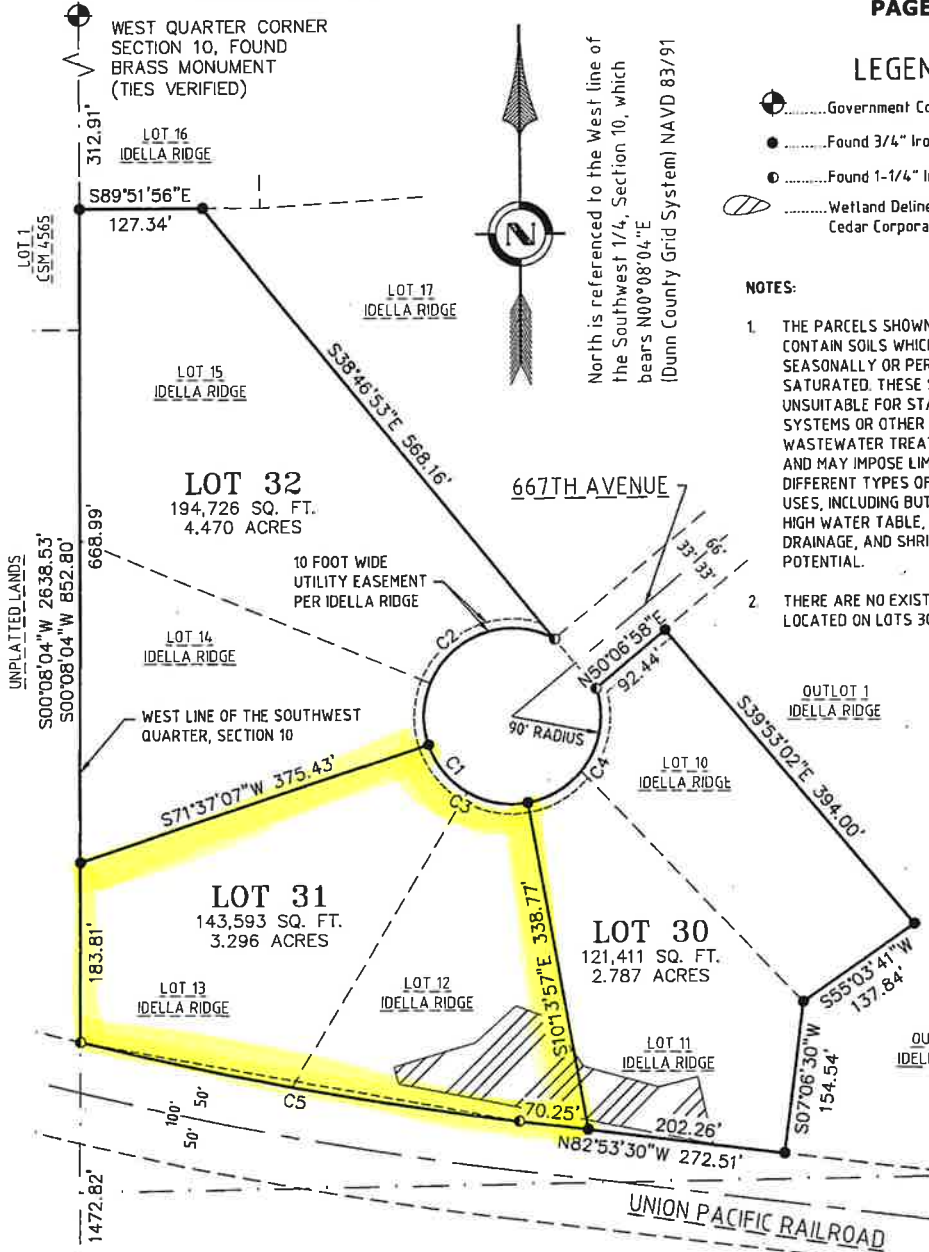 PAGE
WEST QUARTER CORNER
SECTION 10, FOUND
BRASS MONUMENT
(TIES VERIFIED)
312.91'
LOT 16
IDELLA RIDGE
S89°51'56"E
127.34'
LOT 1
CSM 4565
North is referenced to the West line of
the Southwest 1/4, Section 10, which
bears N00°08'04"E
(Dunn County Grid System) NAVD 83/91
N
LEGEN
Government Co
Found 3/4" Iro
Found 1-1/4" I
Wetland Deline
Cedar Corpora
NOTES:
1. THE PARCELS SHOWN
CONTAIN SOILS WHICH
SEASONALLY OR PER
SATURATED. THESE S
UNSUITABLE FOR STA
SYSTEMS OR OTHER
WASTEWATER TREAT
AND MAY IMPOSE LIM
DIFFERENT TYPES OF
USES, INCLUDING BUT
HIGH WATER TABLE,
DRAINAGE, AND SHRI
POTENTIAL.
2. THERE ARE NO EXIST
LOCATED ON LOTS 30
LOT 17
IDELLA RIDGE
LOT 15
IDELLA RIDGE
S38°46'53"E 568.16'
LOT 32
194,726 SQ. FT.
4.470 ACRES
667TH AVENUE
66'
33' 33'
10 FOOT WIDE
UTILITY EASEMENT
PER IDELLA RIDGE
UNPLATTED LANDS
S00°08'04"W 2638.53'
S00°08'04"W 852.80'
668.99'
LOT 14
IDELLA RIDGE
C2
N50°06'58"E
92.44'
WEST LINE OF THE SOUTHWEST
QUARTER, SECTION 10
90' RADIUS
OUTLOT 1
IDELLA RIDGE
S39°53'02"E 394.00'
LOT 10
IDELLA RIDGE
C1
C3
C4
S71°37'07"W 375.43'
LOT 31
143,593 SQ. FT.
3.296 ACRES
183.81'
S10°13'57"E 338.77'
LOT 30
121,411 SQ. FT.
2.787 ACRES
S55°03'41"W
137.84'
LOT 13
IDELLA RIDGE
LOT 12
IDELLA RIDGE
LOT 11
IDELLA RIDGE
S07°06'30"W
154.54'
OU
IDEL
C5
70.25'
202.26'
N82°53'30"W 272.51'
50'
100'
50'
1472.82'
UNION PACIFIC RAILROAD